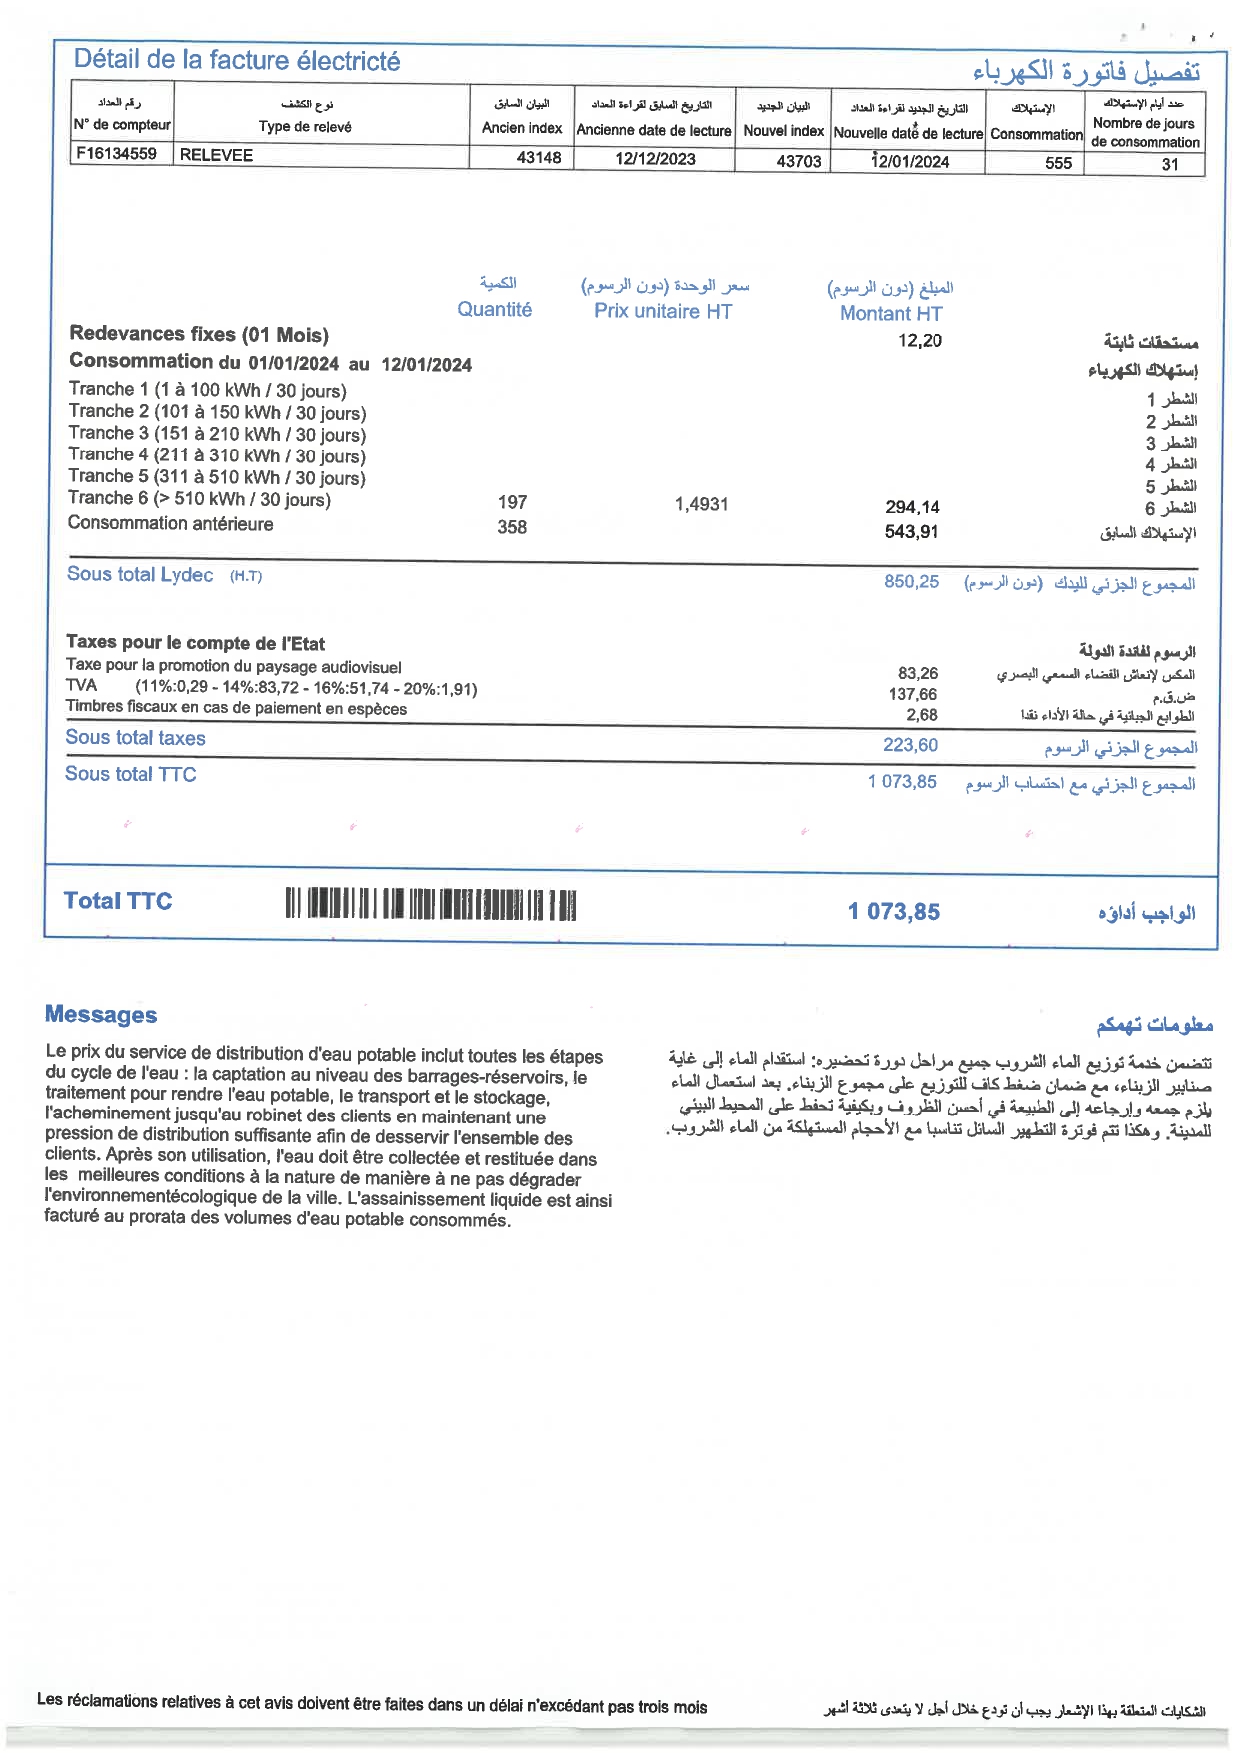 Détail de la facture électricté
تفصيل فاتورة الكهرباء
رقم العداد نوع الكشف البيان السابق التاريخ السابق لقراءة العداد البيان الجديد التاريخ الجديد لقراءة العداد الإستهلاك عدد أيام الإستهلاك
N° de compteur Type de relevé Ancien index Ancienne date de lecture Nouvel index Nouvelle date de lecture Consommation Nombre de jours
de consommation
F16134559 RELEVEE 43148 12/12/2023 43703 12/01/2024 555 31
الكمية سعر الوحدة (دون الرسوم) المبلغ (دون الرسوم)
Quantité Prix unitaire HT Montant HT
Redevances fixes (01 Mois) 12,20 مستحقات ثابتة
Consommation du 01/01/2024 au 12/01/2024 إستهلاك الكهرباء
Tranche 1 (1 à 100 kWh / 30 jours) الشطر 1
Tranche 2 (101 à 150 kWh / 30 jours) الشطر 2
Tranche 3 (151 à 210 kWh / 30 jours) الشطر 3
Tranche 4 (211 à 310 kWh / 30 jours) الشطر 4
Tranche 5 (311 à 510 kWh / 30 jours) الشطر 5
Tranche 6 (> 510 kWh / 30 jours) 197 1,4931 294,14 الشطر 6
Consommation antérieure 358 543,91 الإستهلاك السابق
Sous total Lydec (H.T) 850,25 المجموع الجزئي لليدك (دون الرسوم)
Taxes pour le compte de l'Etat الرسوم لفائدة الدولة
Taxe pour la promotion du paysage audiovisuel 83,26 المكس لإنعاش الفضاء السمعي البصري
TVA (11%:0,29 - 14%:83,72 - 16%:51,74 - 20%:1,91) 137,66 ض.ق.م
Timbres fiscaux en cas de paiement en espèces 2,68 الطوابع الجبائية في حالة الأداء نقدا
Sous total taxes 223,60 المجموع الجزئي الرسوم
Sous total TTC 1 073,85 المجموع الجزئي مع احتساب الرسوم
Total TTC 1 073,85 الواجب أداؤه
Messages
Le prix du service de distribution d'eau potable inclut toutes les étapes
du cycle de l'eau : la captation au niveau des barrages-réservoirs, le
traitement pour rendre l'eau potable, le transport et le stockage,
l'acheminement jusqu'au robinet des clients en maintenant une
pression de distribution suffisante afin de desservir l'ensemble des
clients. Après son utilisation, l'eau doit être collectée et restituée dans
les meilleures conditions à la nature de manière à ne pas dégrader
l'environnementécologique de la ville. L'assainissement liquide est ainsi
facturé au prorata des volumes d'eau potable consommés.
معلومات تهمكم
تتضمن خدمة توزيع الماء الشروب جميع مراحل دورة تحضيره: استقدام الماء إلى غاية
صنابير الزبناء، مع ضمان ضغط كاف للتوزيع على مجموع الزبناء. بعد استعمال الماء
يلزم جمعه وإرجاعه إلى الطبيعة في أحسن الظروف وبكيفية تحفظ على المحيط البيئي
للمدينة. وهكذا تتم فوترة التطهير السائل تناسبا مع الأحجام المستهلكة من الماء الشروب.
Les réclamations relatives à cet avis doivent être faites dans un délai n'excédant pas trois mois
الشكايات المتعلقة بهذا الإشعار يجب أن تودع خلال أجل لا يتعدى ثلاثة أشهر